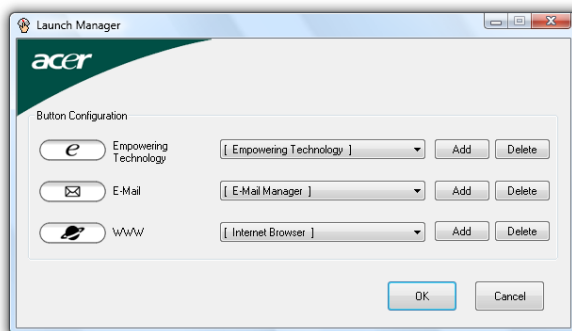 Launch Manager
acer
Button Configuration
e
Empowering
Technology
[ Empowering Technology ]
Add
Delete
E-Mail
[ E-Mail Manager ]
Add
Delete
WWW
[ Internet Browser ]
Add
Delete
OK
Cancel